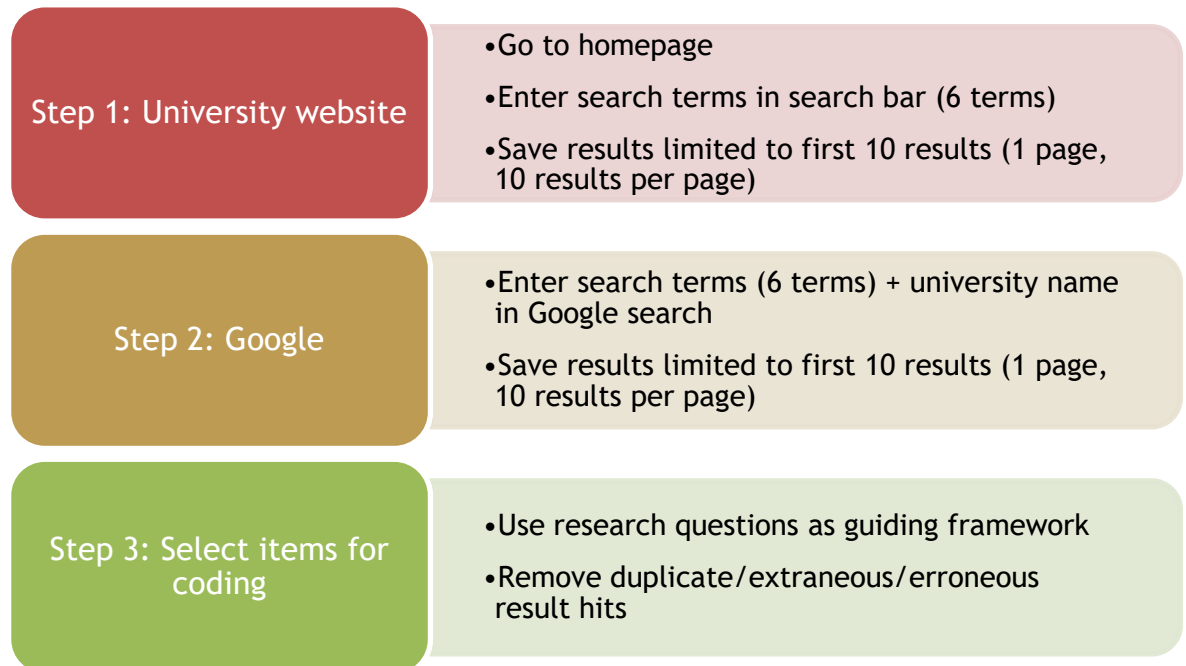 Step 1: University website
•Go to homepage
•Enter search terms in search bar (6 terms)
•Save results limited to first 10 results (1 page,
10 results per page)
Step 2: Google
•Enter search terms (6 terms) + university name
in Google search
•Save results limited to first 10 results (1 page,
10 results per page)
Step 3: Select items for
coding
•Use research questions as guiding framework
•Remove duplicate/extraneous/erroneous
result hits